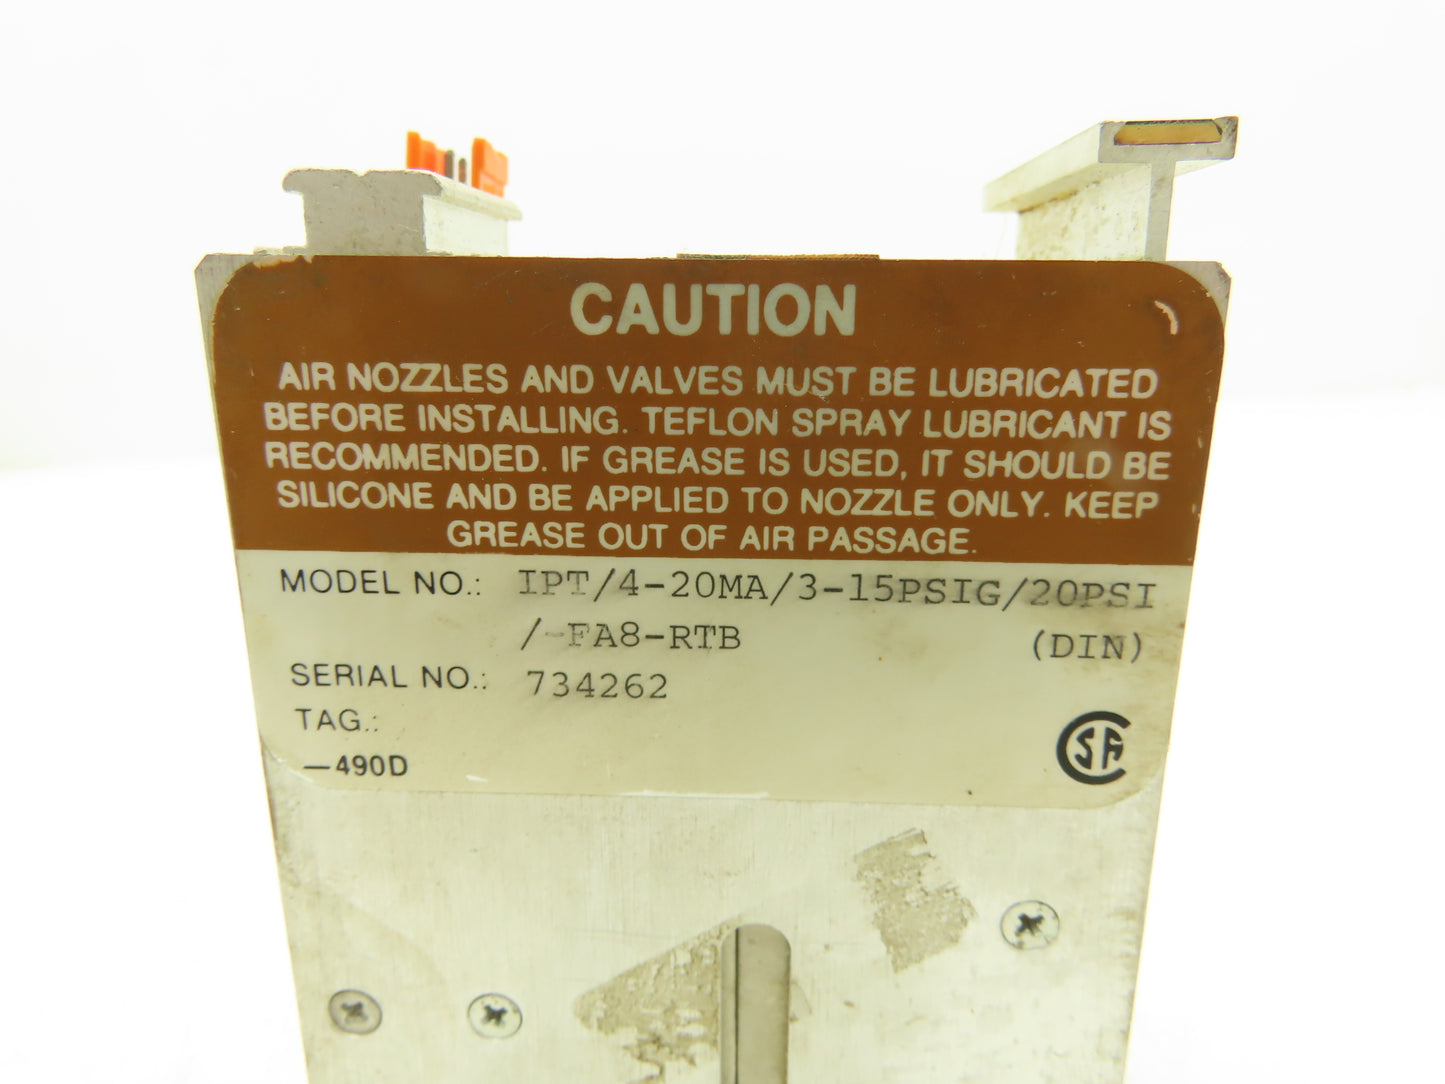 CAUTION
AIR NOZZLES AND VALVES MUST BE LUBRICATED
BEFORE INSTALLING. TEFLON SPRAY LUBRICANT IS
RECOMMENDED. IF GREASE IS USED, IT SHOULD BE
SILICONE AND BE APPLIED TO NOZZLE ONLY. KEEP
GREASE OUT OF AIR PASSAGE.
MODEL NO.: IPT/4-20MA/3-15PSIG/20PSI
/-FA8-RTB (DIN)
SERIAL NO.: 734262
TAG.:
—490D
CSA